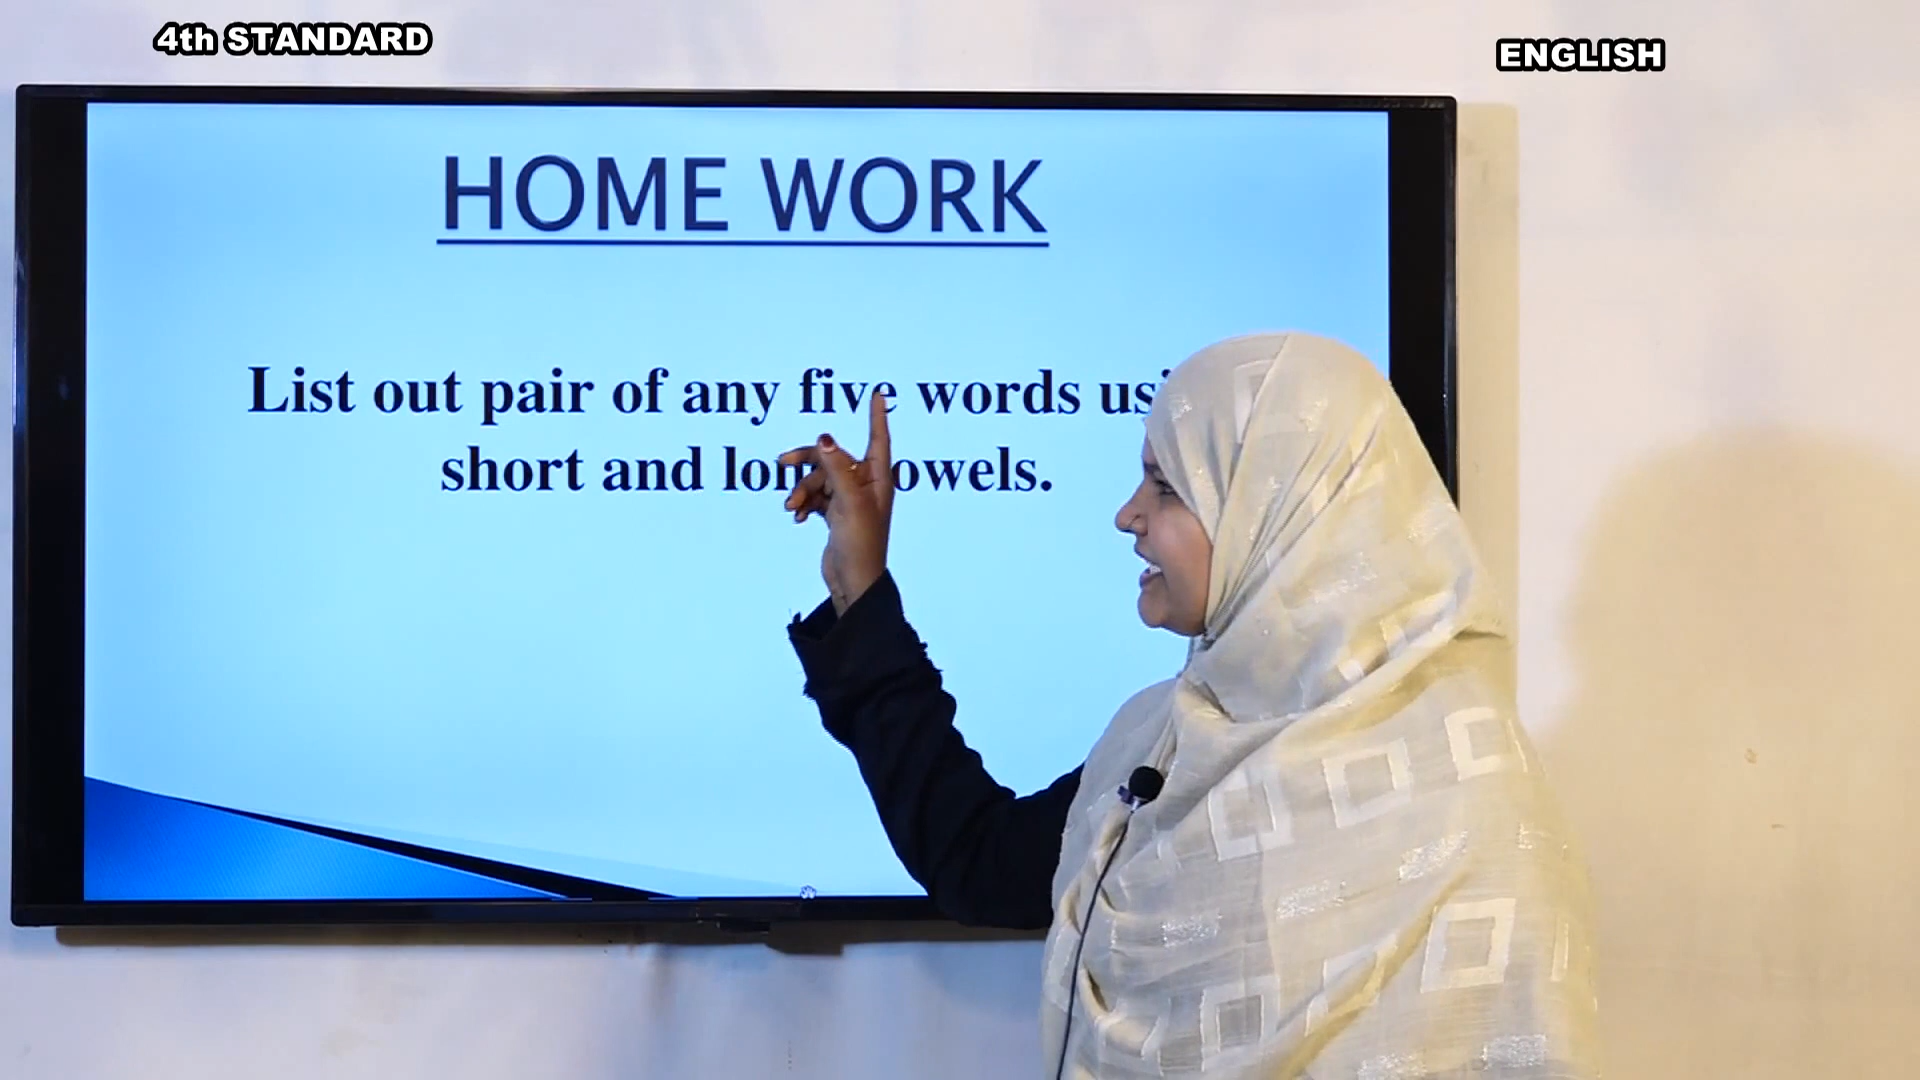 4th STANDARD
ENGLISH
HOME WORK
List out pair of any five words
short and